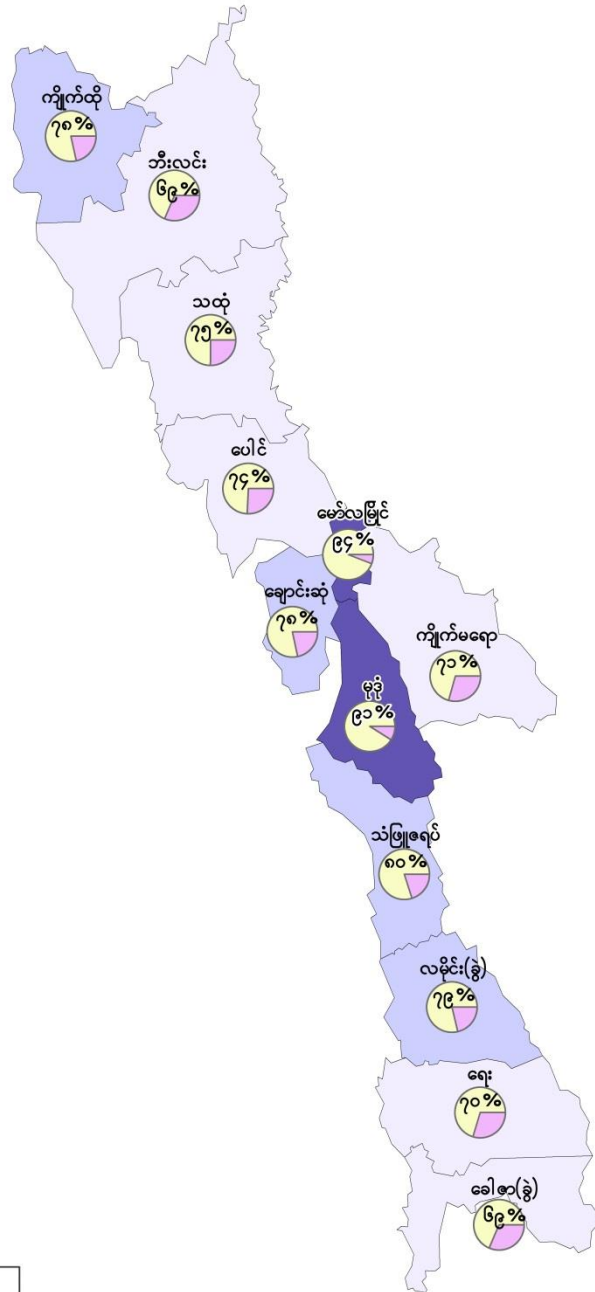 ကျိုက်ထို
၇၈%
ဘီးလင်း
၆၉%
သထုံ
၇၅%
ပေါင်
၇၄%
မော်လမြိုင်
၉၄%
ချောင်းဆုံ
၇၈%
ကျိုက်မရော
၇၁%
မုဒုံ
၉၁%
သံဖြူဇရပ်
၈၀%
လမိုင်း(ခွဲ)
၇၉%
ရေး
၇၀%
ခေါဇာ(ခွဲ)
၆၉%